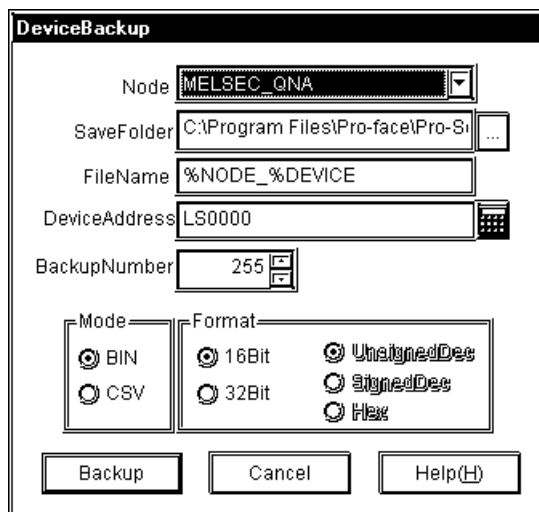 DeviceBackup
Node MELSEC_QNA
SaveFolder C:\Program Files\Pro-face\Pro-S ...
FileName %NODE_%DEVICE
DeviceAddress LS0000
BackupNumber 255
Mode Format
BIN 16Bit UnsignedDec
CSV 32Bit SignedDec
Hex
Backup Cancel Help(H)